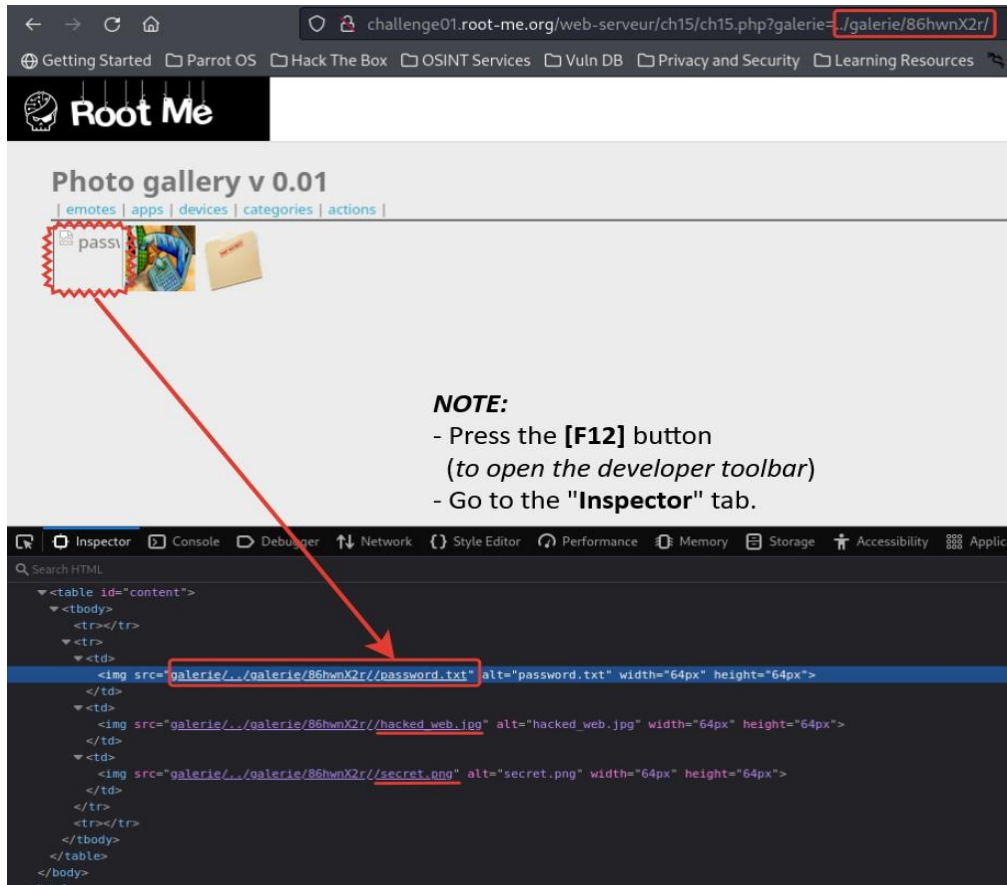 challenge01.root-me.org/web-serveur/ch15/ch15.php?galerie=../galerie/86hwnX2r/
Getting Started Parrot OS Hack The Box OSINT Services Vuln DB Privacy and Security Learning Resources
Root Me
Photo gallery v 0.01
| emotes | apps | devices | categories | actions |
passw
NOTE:
- Press the [F12] button
(to open the developer toolbar)
- Go to the "Inspector" tab.
Inspector Console Debugger Network {} Style Editor Performance Memory Storage Accessibility Applic
Search HTML
<table id="content">
<tbody>
<tr></tr>
<tr>
<td>
<img src="galerie/../galerie/86hwnX2r//password.txt" alt="password.txt" width="64px" height="64px">
</td>
<td>
<img src="galerie/../galerie/86hwnX2r//hacked_web.jpg" alt="hacked_web.jpg" width="64px" height="64px">
</td>
<td>
<img src="galerie/../galerie/86hwnX2r//secret.png" alt="secret.png" width="64px" height="64px">
</td>
</tr>
<tr></tr>
</tbody>
</table>
</body>